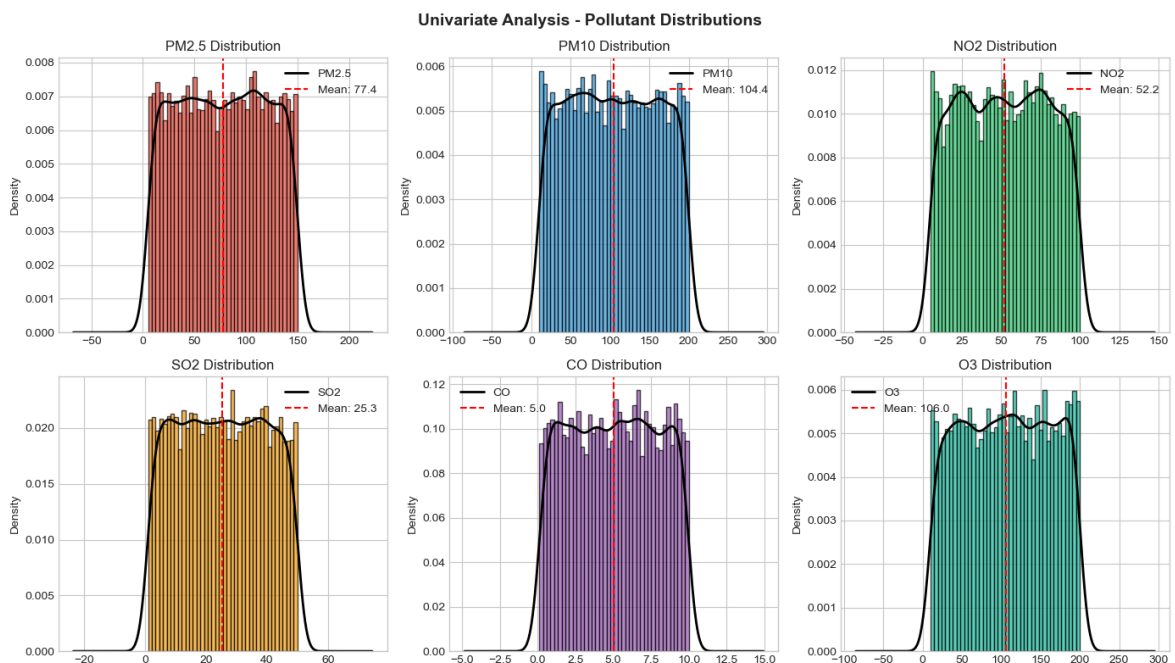 Univariate Analysis - Pollutant Distributions
PM2.5 Distribution
Density
0.008
0.007
0.006
0.005
0.004
0.003
0.002
0.001
0.000
−50 0 50 100 150 200
PM2.5
Mean: 77.4
PM10 Distribution
Density
0.006
0.005
0.004
0.003
0.002
0.001
0.000
−100 −50 0 50 100 150 200 250 300
PM10
Mean: 104.4
NO2 Distribution
Density
0.012
0.010
0.008
0.006
0.004
0.002
0.000
−50 −25 0 25 50 75 100 125 150
NO2
Mean: 52.2
SO2 Distribution
Density
0.020
0.015
0.010
0.005
0.000
−20 0 20 40 60
SO2
Mean: 25.3
CO Distribution
Density
0.12
0.10
0.08
0.06
0.04
0.02
0.00
−5.0 −2.5 0.0 2.5 5.0 7.5 10.0 12.5 15.0
CO
Mean: 5.0
O3 Distribution
Density
0.006
0.005
0.004
0.003
0.002
0.001
0.000
−100 −50 0 50 100 150 200 250 300
O3
Mean: 106.0